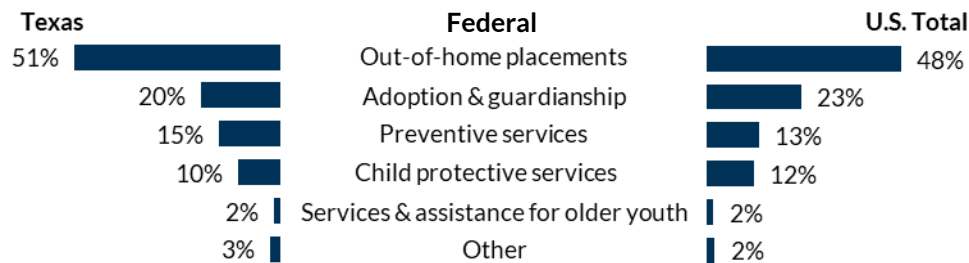 Texas Federal U.S. Total
51% Out-of-home placements 48%
20% Adoption & guardianship 23%
15% Preventive services 13%
10% Child protective services 12%
2% Services & assistance for older youth 2%
3% Other 2%